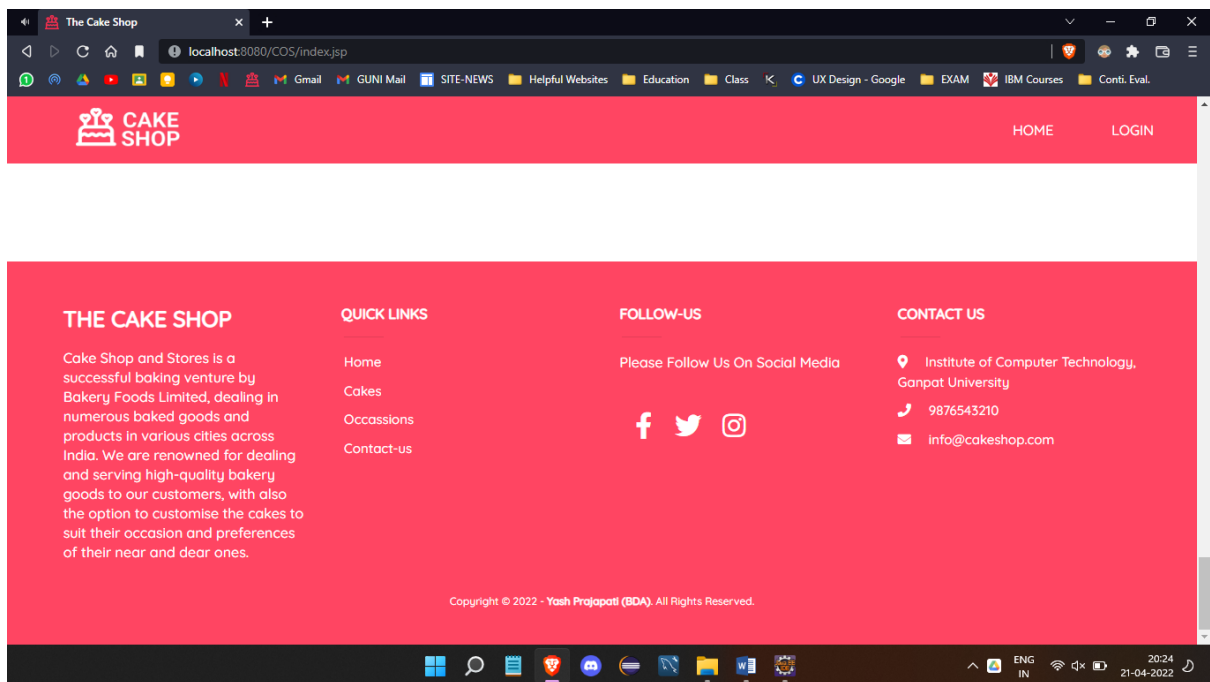 The Cake Shop
localhost:8080/COS/index.jsp
Gmail GUNI Mail SITE-NEWS Helpful Websites Education Class UX Design - Google EXAM IBM Courses Conti. Eval.
CAKE
SHOP
HOME LOGIN
THE CAKE SHOP
Cake Shop and Stores is a
successful baking venture by
Bakery Foods Limited, dealing in
numerous baked goods and
products in various cities across
India. We are renowned for dealing
and serving high-quality bakery
goods to our customers, with also
the option to customise the cakes to
suit their occasion and preferences
of their near and dear ones.
QUICK LINKS
Home
Cakes
Occassions
Contact-us
FOLLOW-US
Please Follow Us On Social Media
CONTACT US
Institute of Computer Technology,
Ganpat University
9876543210
info@cakeshop.com
Copyright © 2022 - Yash Prajapati (BDA). All Rights Reserved.
ENG
IN
20:24
21-04-2022